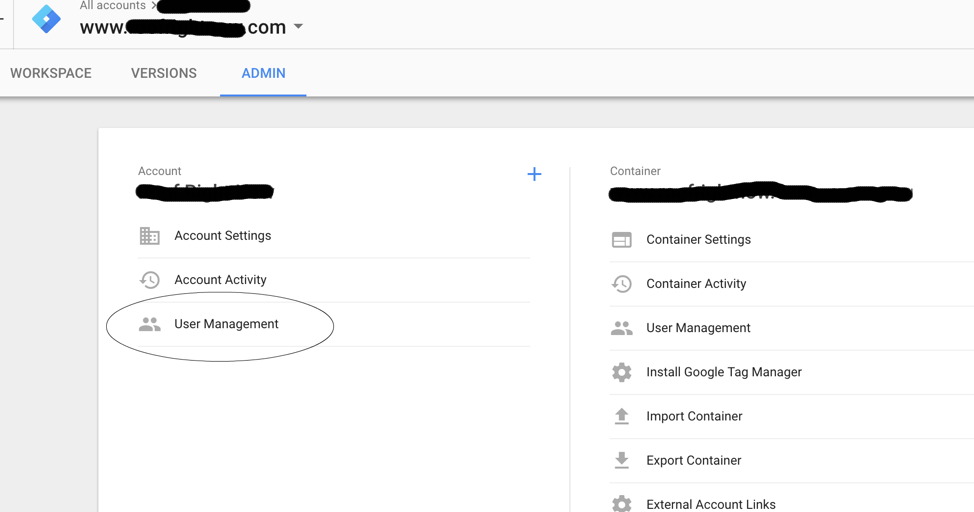 All accounts >
www. .com
WORKSPACE
VERSIONS
ADMIN
Account
Account Settings
Account Activity
User Management
Container
Container Settings
Container Activity
User Management
Install Google Tag Manager
Import Container
Export Container
External Account Links